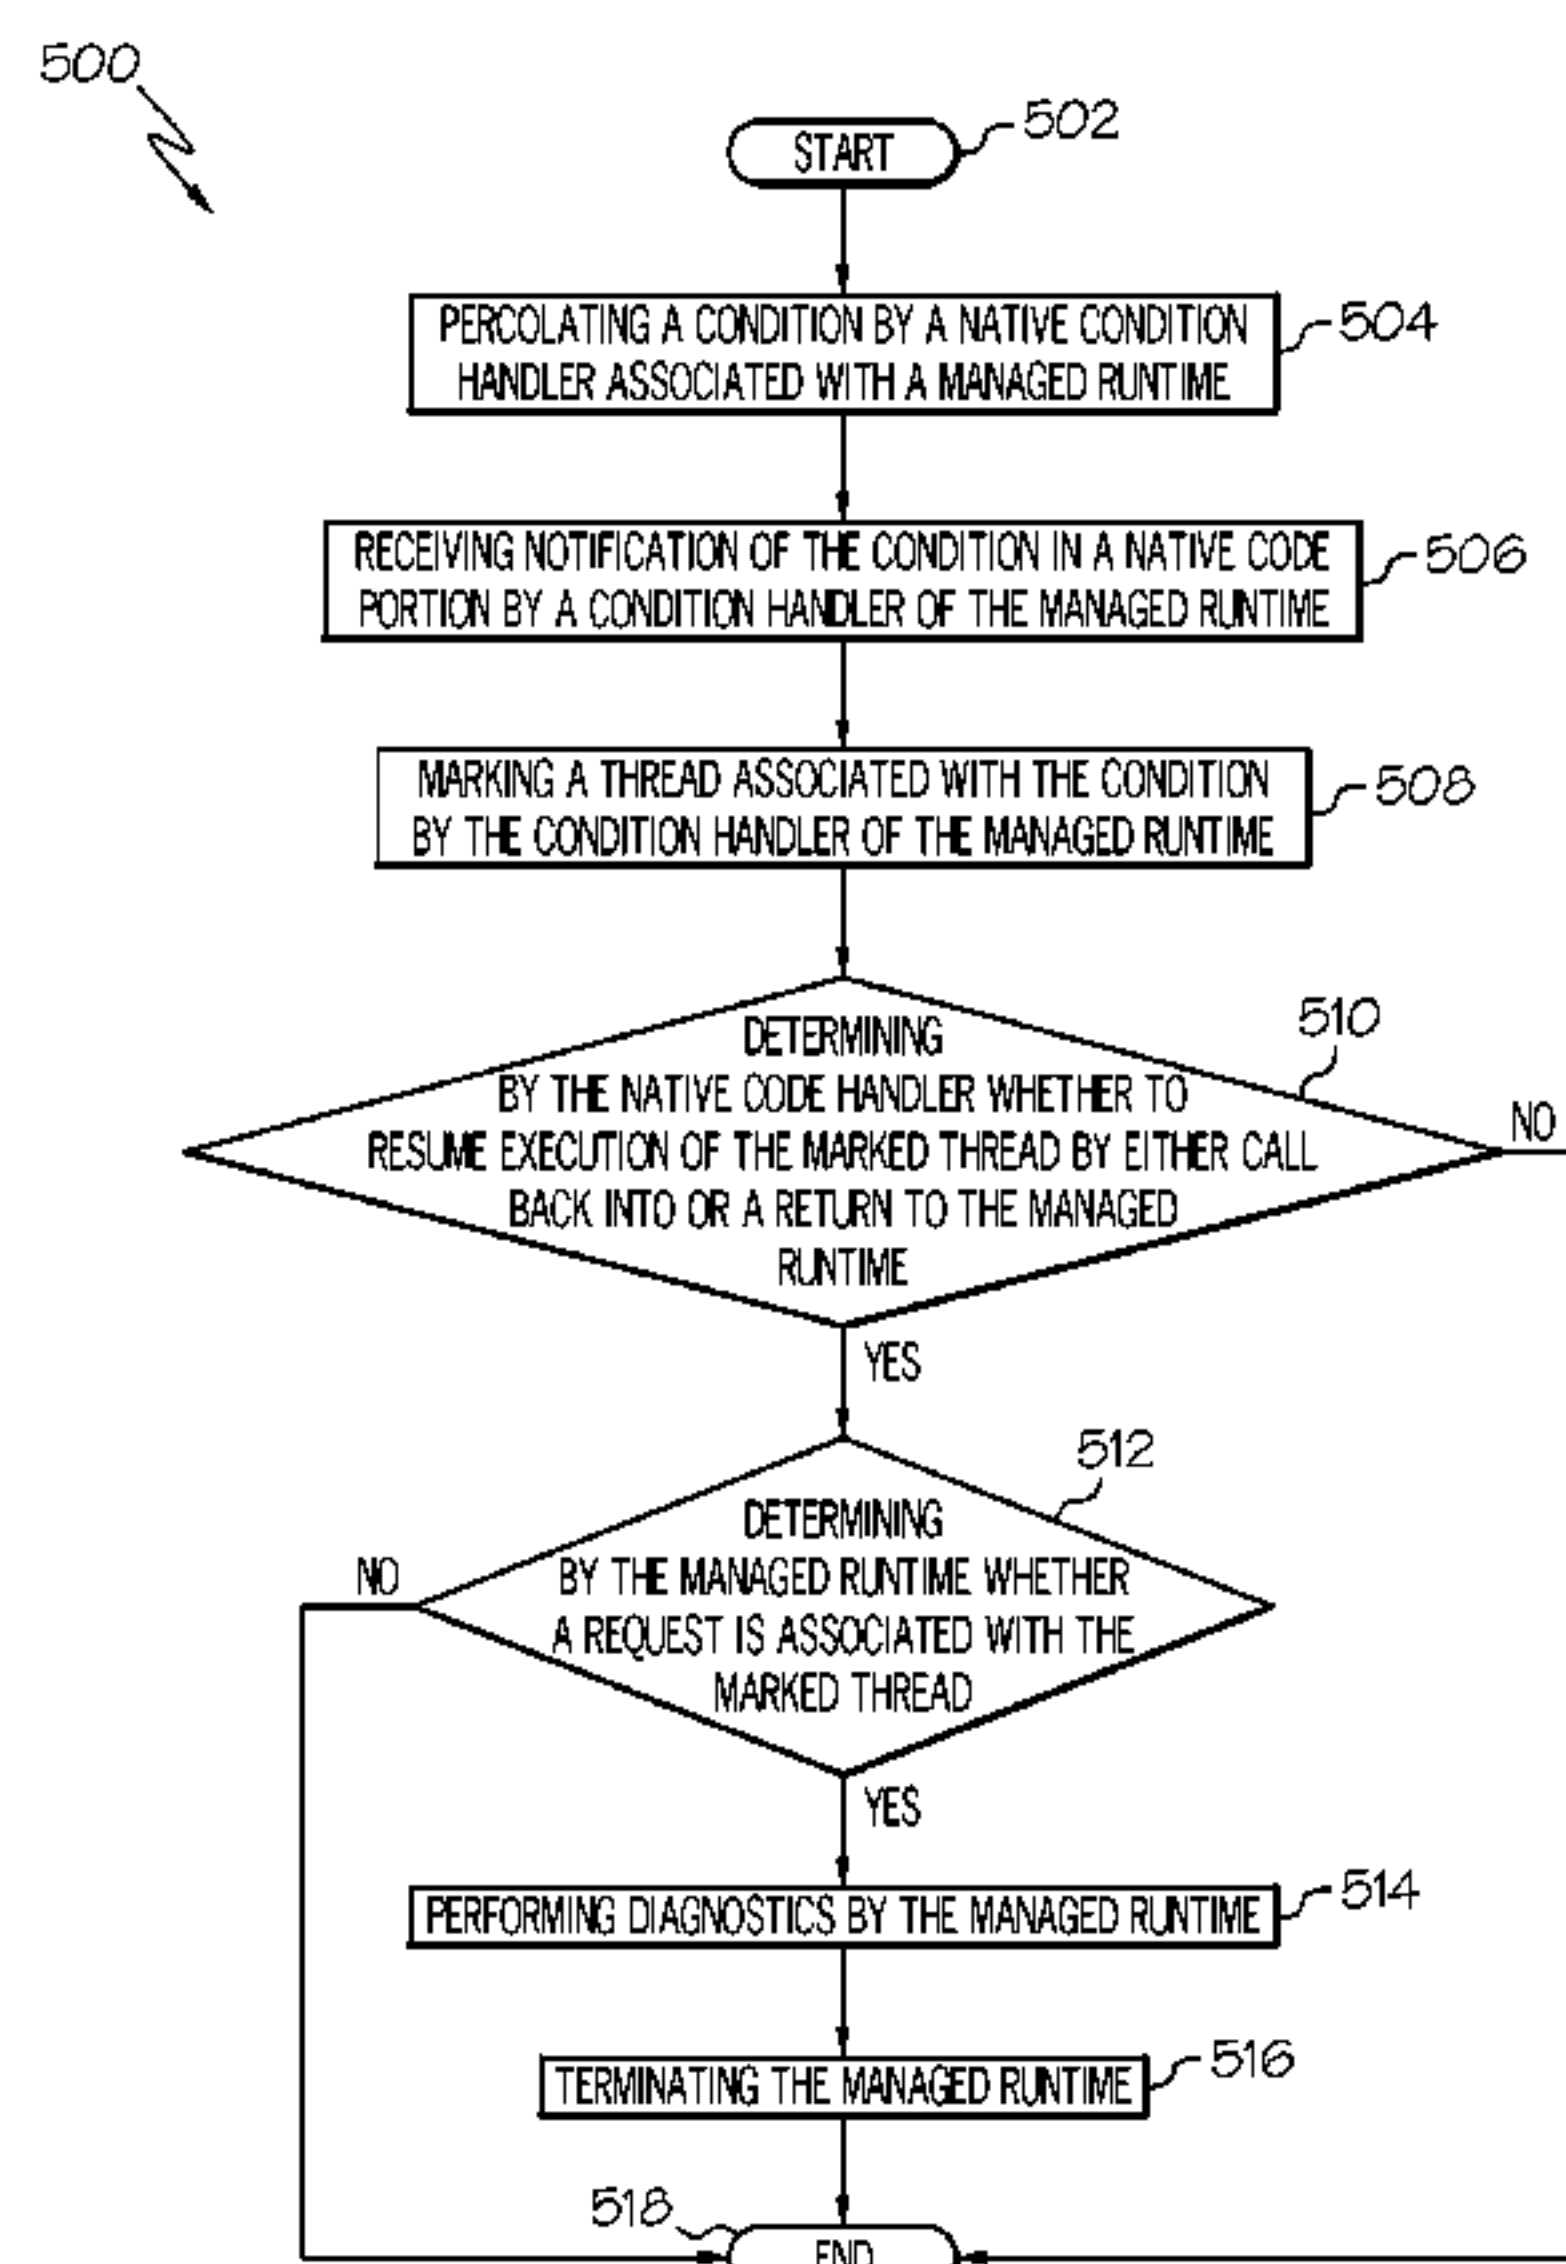 500
START
502
PERCOLATING A CONDITION BY A NATIVE CONDITION
HANDLER ASSOCIATED WITH A MANAGED RUNTIME
504
RECEIVING NOTIFICATION OF THE CONDITION IN A NATIVE CODE
PORTION BY A CONDITION HANDLER OF THE MANAGED RUNTIME
506
MARKING A THREAD ASSOCIATED WITH THE CONDITION
BY THE CONDITION HANDLER OF THE MANAGED RUNTIME
508
510
DETERMINING
BY THE NATIVE CODE HANDLER WHETHER TO
RESUME EXECUTION OF THE MARKED THREAD BY EITHER CALL
BACK INTO OR A RETURN TO THE MANAGED
RUNTIME
NO
YES
512
DETERMINING
BY THE MANAGED RUNTIME WHETHER
A REQUEST IS ASSOCIATED WITH THE
MARKED THREAD
NO
YES
PERFORMING DIAGNOSTICS BY THE MANAGED RUNTIME
514
TERMINATING THE MANAGED RUNTIME
516
518
END